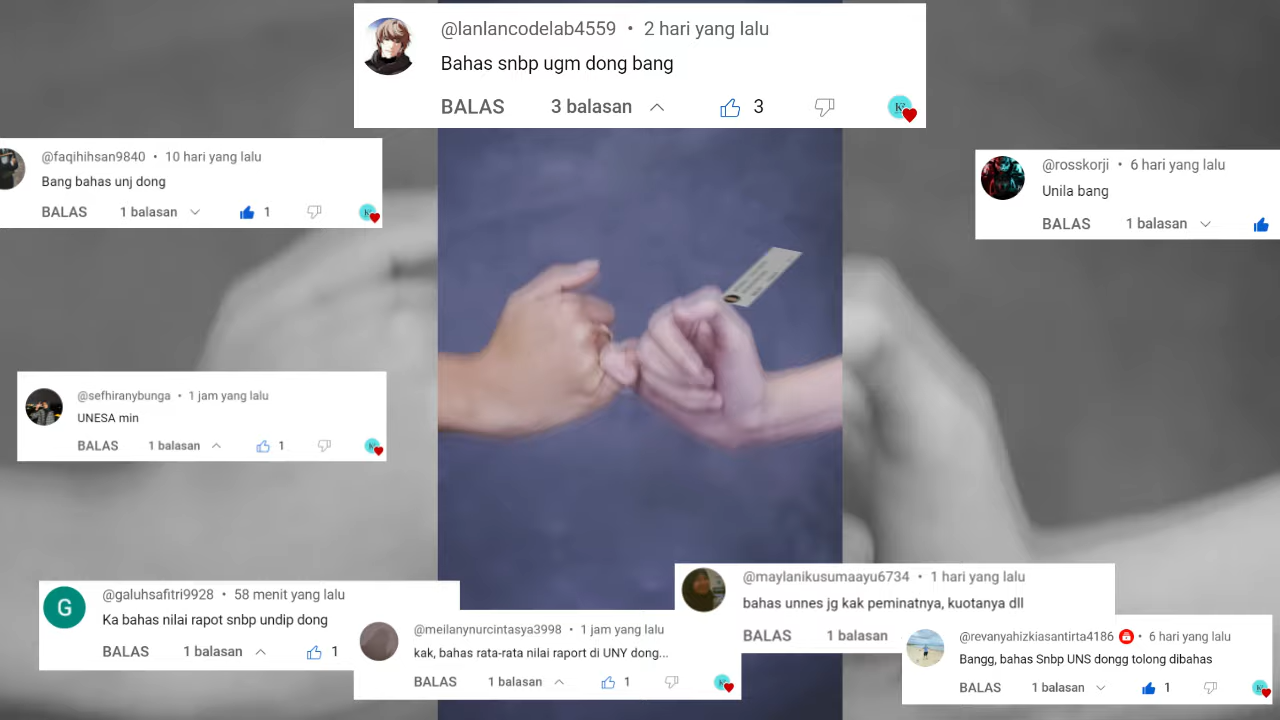 @lanlancodelab4559 • 2 hari yang lalu
Bahas snbp ugm dong bang
BALAS 3 balasan 3
@faqihihsan9840 • 10 hari yang lalu
Bang bahas unj dong
BALAS 1 balasan 1
@rosskorji • 6 hari yang lalu
Unila bang
BALAS 1 balasan
@sefhiranybunga • 1 jam yang lalu
UNESA min
BALAS 1 balasan 1
@galuhsafitri9928 • 58 menit yang lalu
Ka bahas nilai rapot snbp undip dong
BALAS 1 balasan 1
G
@meilanynurcintasya3998 • 1 jam yang lalu
kak, bahas rata-rata nilai raport di UNY dong...
BALAS 1 balasan 1
@maylanikusumaayu6734 • 1 hari yang lalu
bahas unnes jg kak peminatnya, kuotanya dll
BALAS 1 balasan
@revanyahizkiasantirta4186 • 6 hari yang lalu
Bangg, bahas Snbp UNS dongg tolong dibahas
BALAS 1 balasan 1